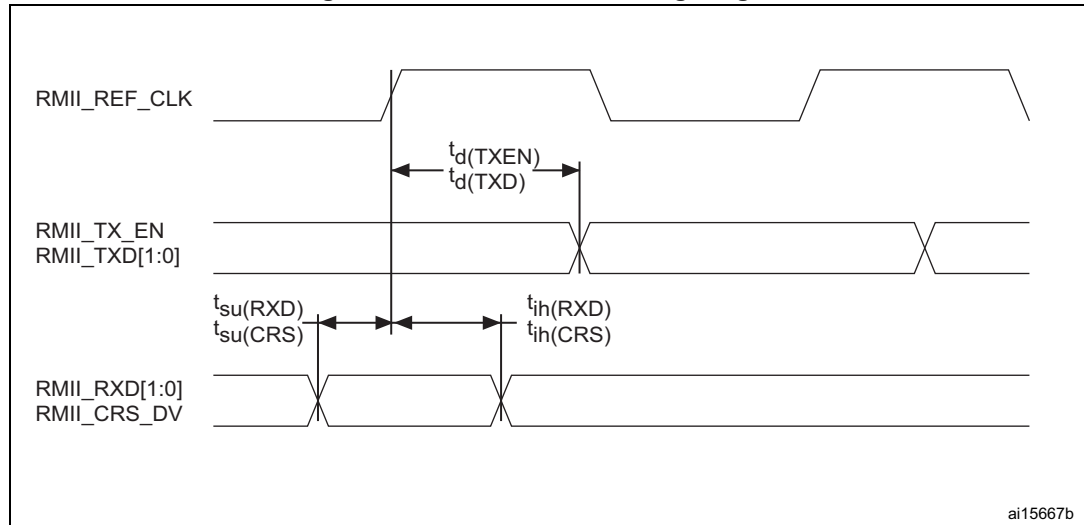 RMII_REF_CLK
td(TXEN)
td(TXD)
RMII_TX_EN
RMII_TXD[1:0]
tsu(RXD)
tsu(CRS)
tih(RXD)
tih(CRS)
RMII_RXD[1:0]
RMII_CRS_DV
ai15667b